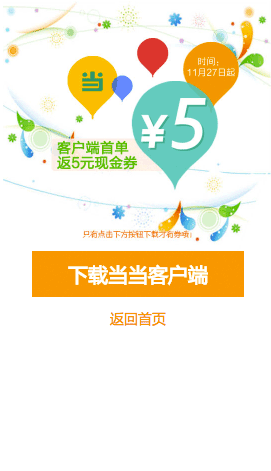 时间：
11月27日起
当
¥5
客户端首单
返5元现金券
只有点击下方按钮下载才有券哦！
下载当当客户端
返回首页